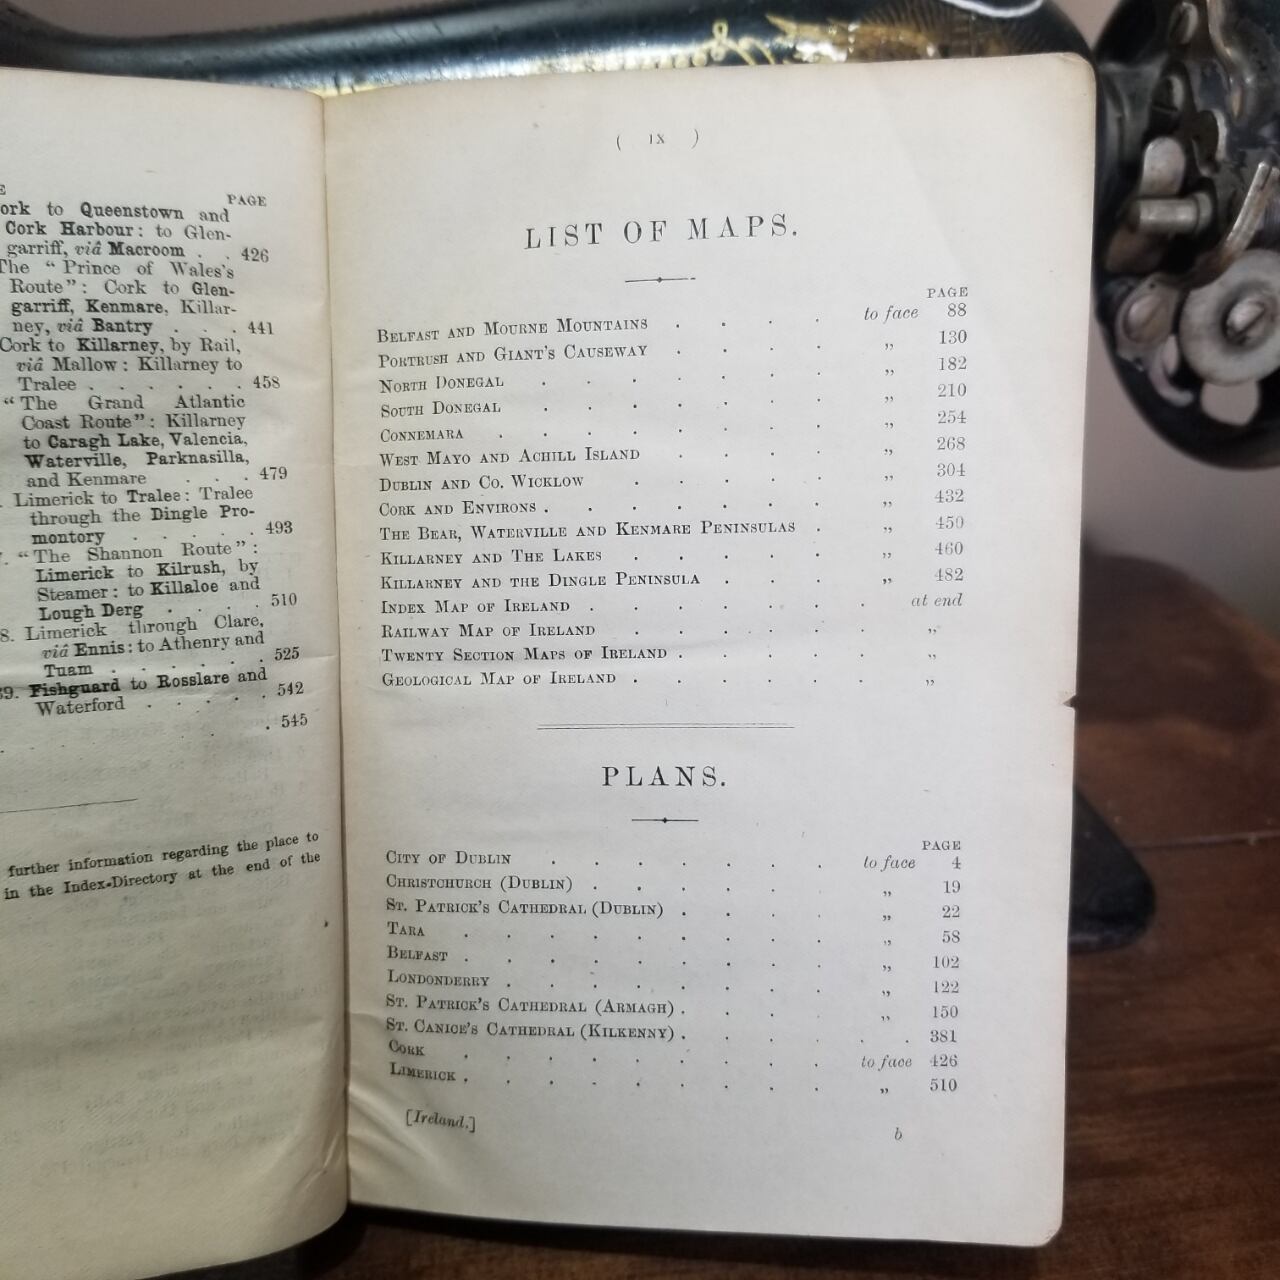 PAGE
ork to Queenstown and
Cork Harbour: to Glen-
garriff, viâ Macroom . . 426
The "Prince of Wales's
Route": Cork to Glen-
garriff, Kenmare, Killar-
ney, viâ Bantry . . . 441
Cork to Killarney, by Rail,
viâ Mallow: Killarney to
Tralee . . . . . . 458
"The Grand Atlantic
Coast Route": Killarney
to Caragh Lake, Valencia,
Waterville, Parknasilla,
and Kenmare . . . 479
. Limerick to Tralee: Tralee
through the Dingle Pro-
montory . . . . . 493
. "The Shannon Route":
Limerick to Kilrush, by
Steamer: to Killaloe and
Lough Derg . . . . 510
8. Limerick through Clare,
viâ Ennis: to Athenry and
Tuam . . . . . . 525
39. Fishguard to Rosslare and
Waterford . . . . . 542
. 545
further information regarding the place to
in the Index-Directory at the end of the
( ix )
LIST OF MAPS.
PAGE
Belfast and Mourne Mountains . . . . to face 88
Portrush and Giant's Causeway . . . . „ 130
North Donegal . . . . . . . „ 182
South Donegal . . . . . . . „ 210
Connemara . . . . . . . . „ 254
West Mayo and Achill Island . . . . „ 268
Dublin and Co. Wicklow . . . . . „ 304
Cork and Environs . . . . . . . „ 432
The Bear, Waterville and Kenmare Peninsulas . „ 450
Killarney and The Lakes . . . . . „ 460
Killarney and the Dingle Peninsula . . . „ 482
Index Map of Ireland . . . . . . . at end
Railway Map of Ireland . . . . . . „
Twenty Section Maps of Ireland . . . . . „
Geological Map of Ireland . . . . . . „
PLANS.
PAGE
City of Dublin . . . . . . . to face 4
Christchurch (Dublin) . . . . . . „ 19
St. Patrick's Cathedral (Dublin) . . . . „ 22
Tara . . . . . . . . . „ 58
Belfast . . . . . . . . . „ 102
Londonderry . . . . . . . . „ 122
St. Patrick's Cathedral (Armagh) . . . . „ 150
St. Canice's Cathedral (Kilkenny) . . . . . . 381
Cork . . . . . . . . . to face 426
Limerick . . . . . . . . . „ 510
[Ireland.]
b